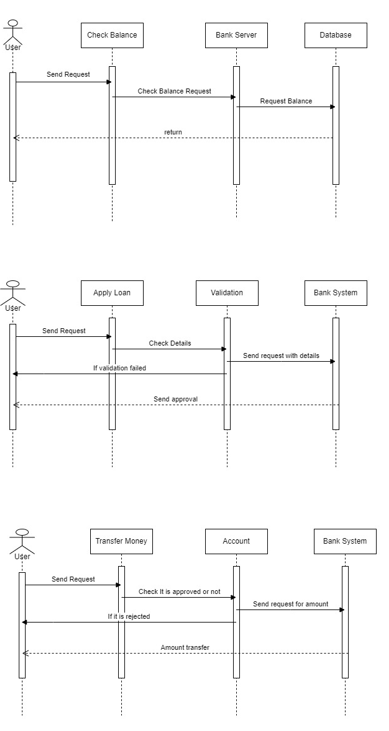 Check Balance
Bank Server
Database
User
Send Request
Check Balance Request
Request Balance
return
Apply Loan
Validation
Bank System
User
Send Request
Check Details
Send request with details
If validation failed
Send approval
Transfer Money
Account
Bank System
User
Send Request
Check It is approved or not
Send request for amount
If it is rejected
Amount transfer